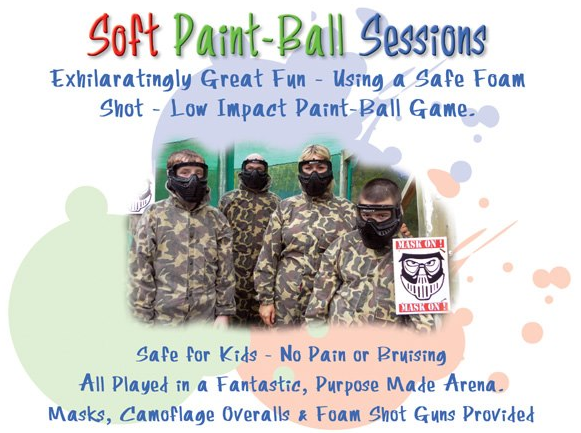 Soft Paint-Ball Sessions
Exhilaratingly Great Fun - Using a Safe Foam
Shot - Low Impact Paint-Ball Game.
MASK ON!
MASK ON!
Safe for Kids - No Pain or Bruising
All Played in a Fantastic, Purpose Made Arena.
Masks, Camoflage Overalls & Foam Shot Guns Provided